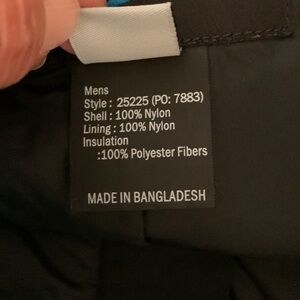 Mens
Style : 25225 (PO: 7883)
Shell : 100% Nylon
Lining : 100% Nylon
Insulation
:100% Polyester Fibers
MADE IN BANGLADESH